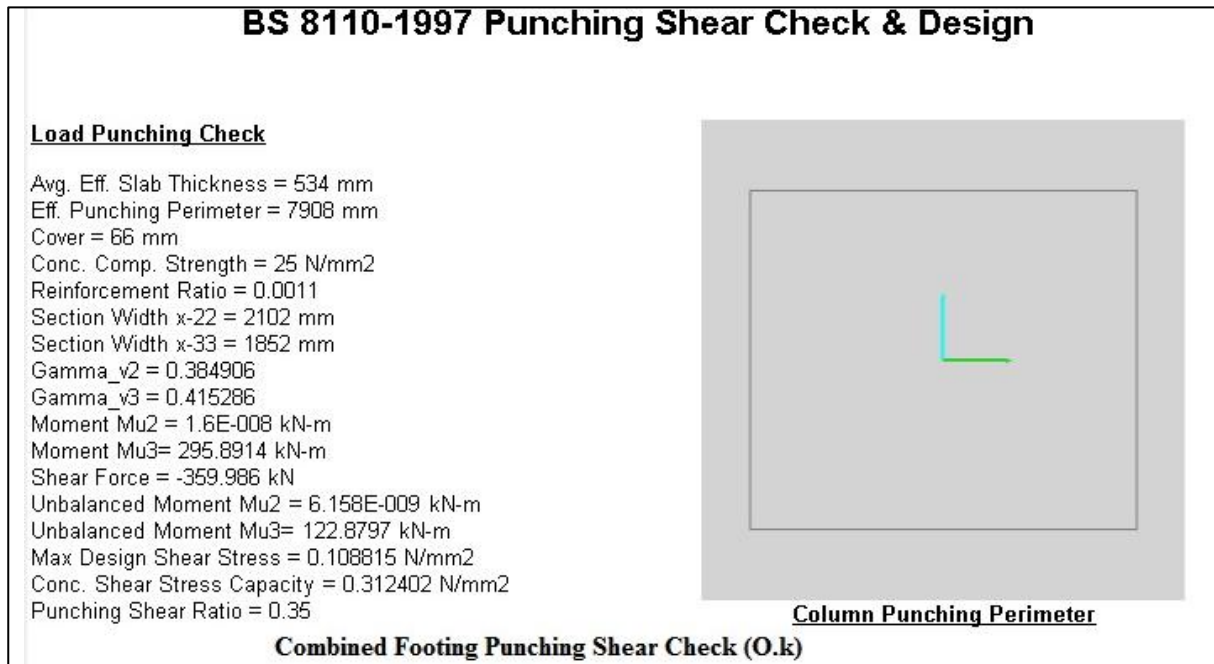 BS 8110-1997 Punching Shear Check & Design
Load Punching Check
Avg. Eff. Slab Thickness = 534 mm
Eff. Punching Perimeter = 7908 mm
Cover = 66 mm
Conc. Comp. Strength = 25 N/mm2
Reinforcement Ratio = 0.0011
Section Width x-22 = 2102 mm
Section Width x-33 = 1852 mm
Gamma_v2 = 0.384906
Gamma_v3 = 0.415286
Moment Mu2 = 1.6E-008 kN-m
Moment Mu3= 295.8914 kN-m
Shear Force = -359.986 kN
Unbalanced Moment Mu2 = 6.158E-009 kN-m
Unbalanced Moment Mu3= 122.8797 kN-m
Max Design Shear Stress = 0.108815 N/mm2
Conc. Shear Stress Capacity = 0.312402 N/mm2
Punching Shear Ratio = 0.35
Column Punching Perimeter
Combined Footing Punching Shear Check (O.k)